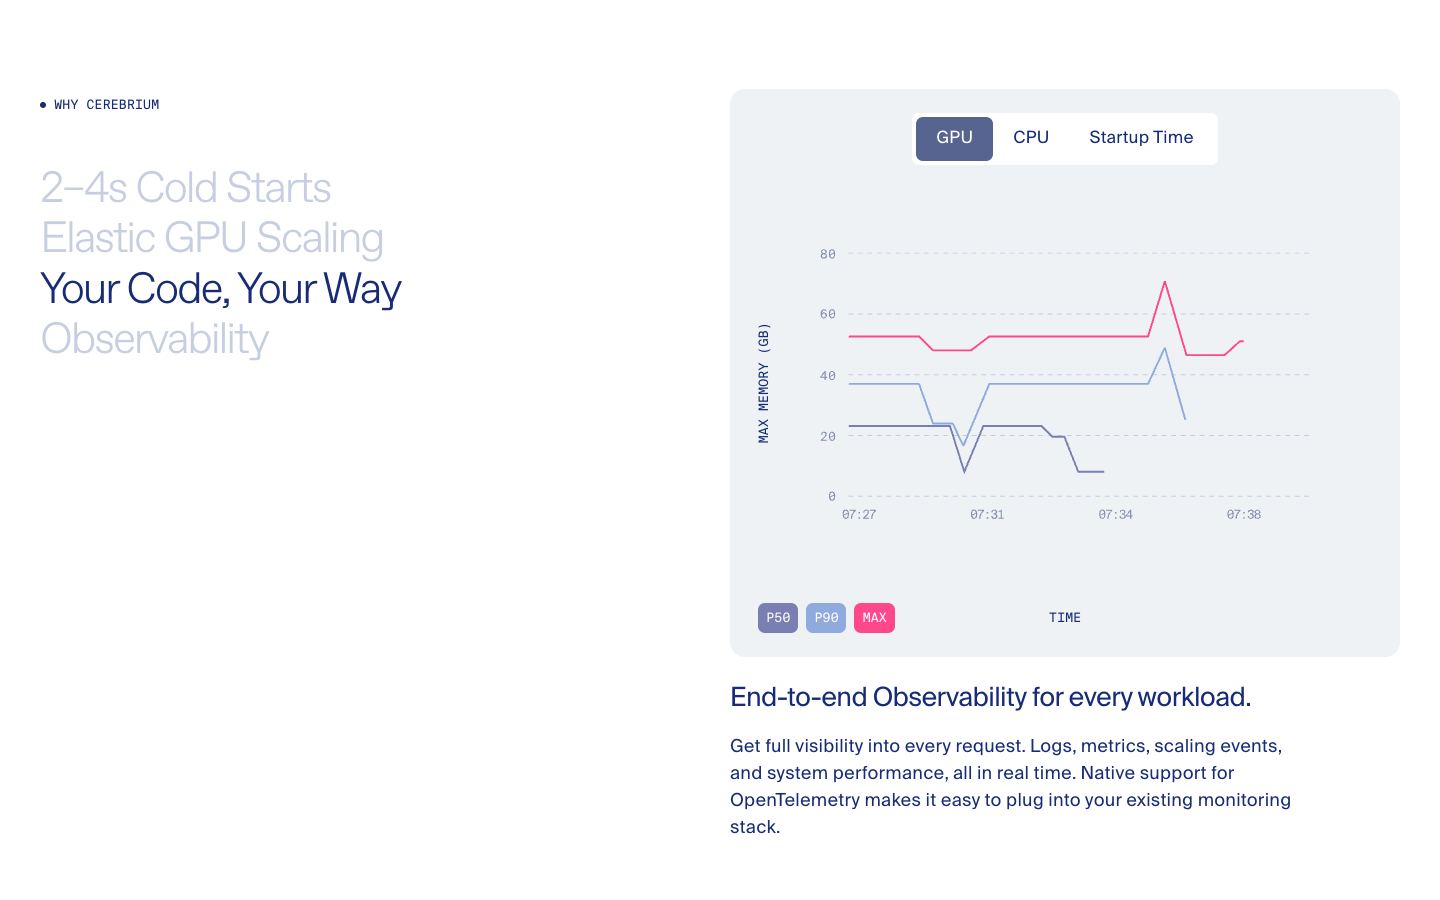 WHY CEREBRIUM
2–4s Cold Starts
Elastic GPU Scaling
Your Code, Your Way
Observability
GPU CPU Startup Time
MAX MEMORY (GB)
80
60
40
20
0
07:27 07:31 07:34 07:38
P50 P90 MAX TIME
End-to-end Observability for every workload.
Get full visibility into every request. Logs, metrics, scaling events,
and system performance, all in real time. Native support for
OpenTelemetry makes it easy to plug into your existing monitoring
stack.